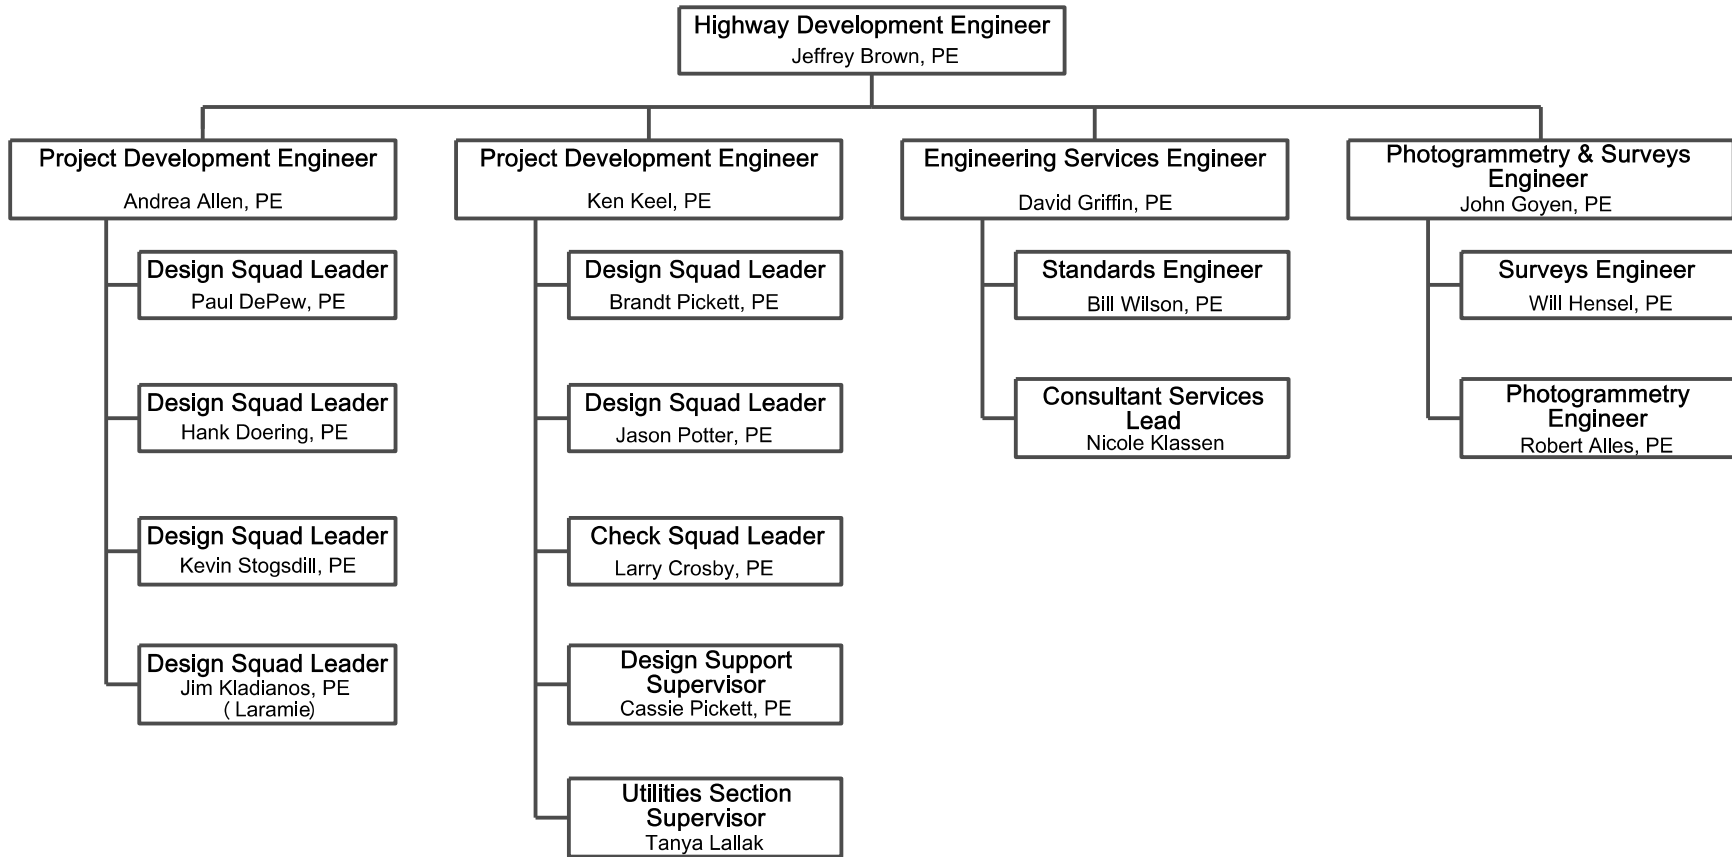 Highway Development Engineer
Jeffrey Brown, PE
Project Development Engineer
Andrea Allen, PE
Design Squad Leader
Paul DePew, PE
Design Squad Leader
Hank Doering, PE
Design Squad Leader
Kevin Stogsdill, PE
Design Squad Leader
Jim Kladianos, PE
( Laramie)
Project Development Engineer
Ken Keel, PE
Design Squad Leader
Brandt Pickett, PE
Design Squad Leader
Jason Potter, PE
Check Squad Leader
Larry Crosby, PE
Design Support
Supervisor
Cassie Pickett, PE
Utilities Section
Supervisor
Tanya Lallak
Engineering Services Engineer
David Griffin, PE
Standards Engineer
Bill Wilson, PE
Consultant Services
Lead
Nicole Klassen
Photogrammetry & Surveys
Engineer
John Goyen, PE
Surveys Engineer
Will Hensel, PE
Photogrammetry
Engineer
Robert Alles, PE